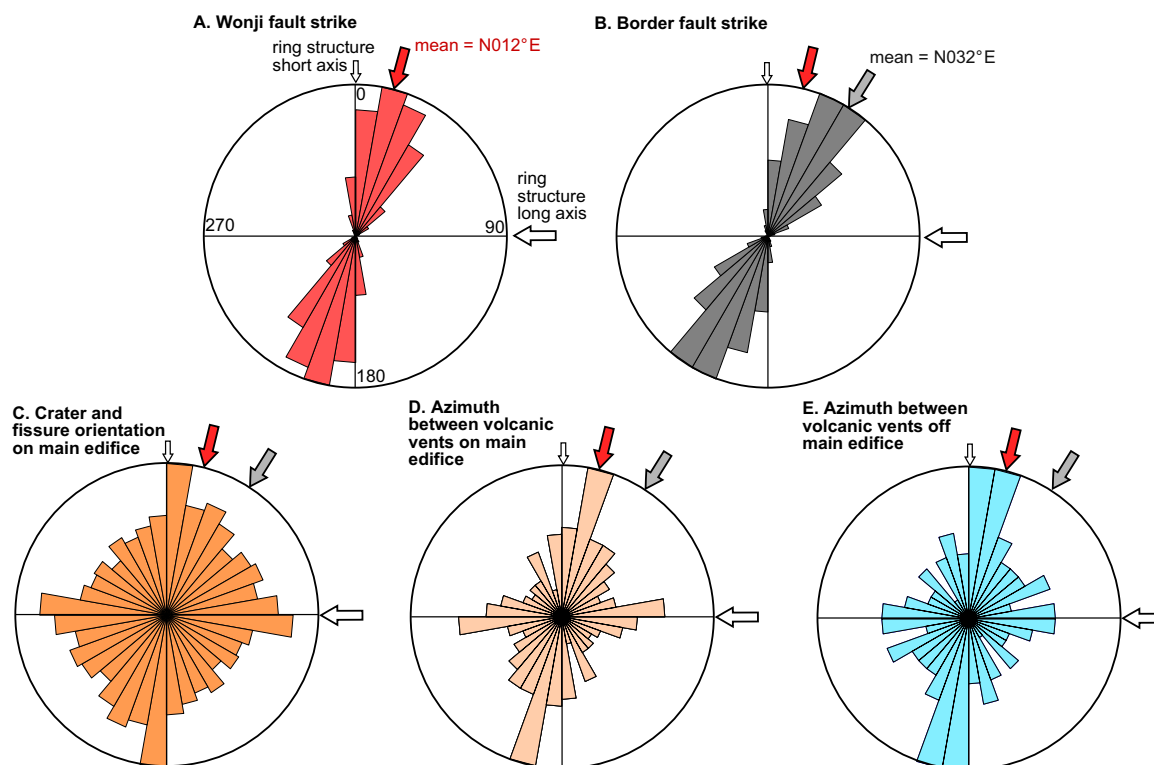 A. Wonji fault strike
ring structure
short axis
mean = N012°E
0
270
90
180
ring
structure
long axis
B. Border fault strike
mean = N032°E
C. Crater and
fissure orientation
on main edifice
D. Azimuth
between volcanic
vents on main
edifice
E. Azimuth between
volcanic vents off
main edifice